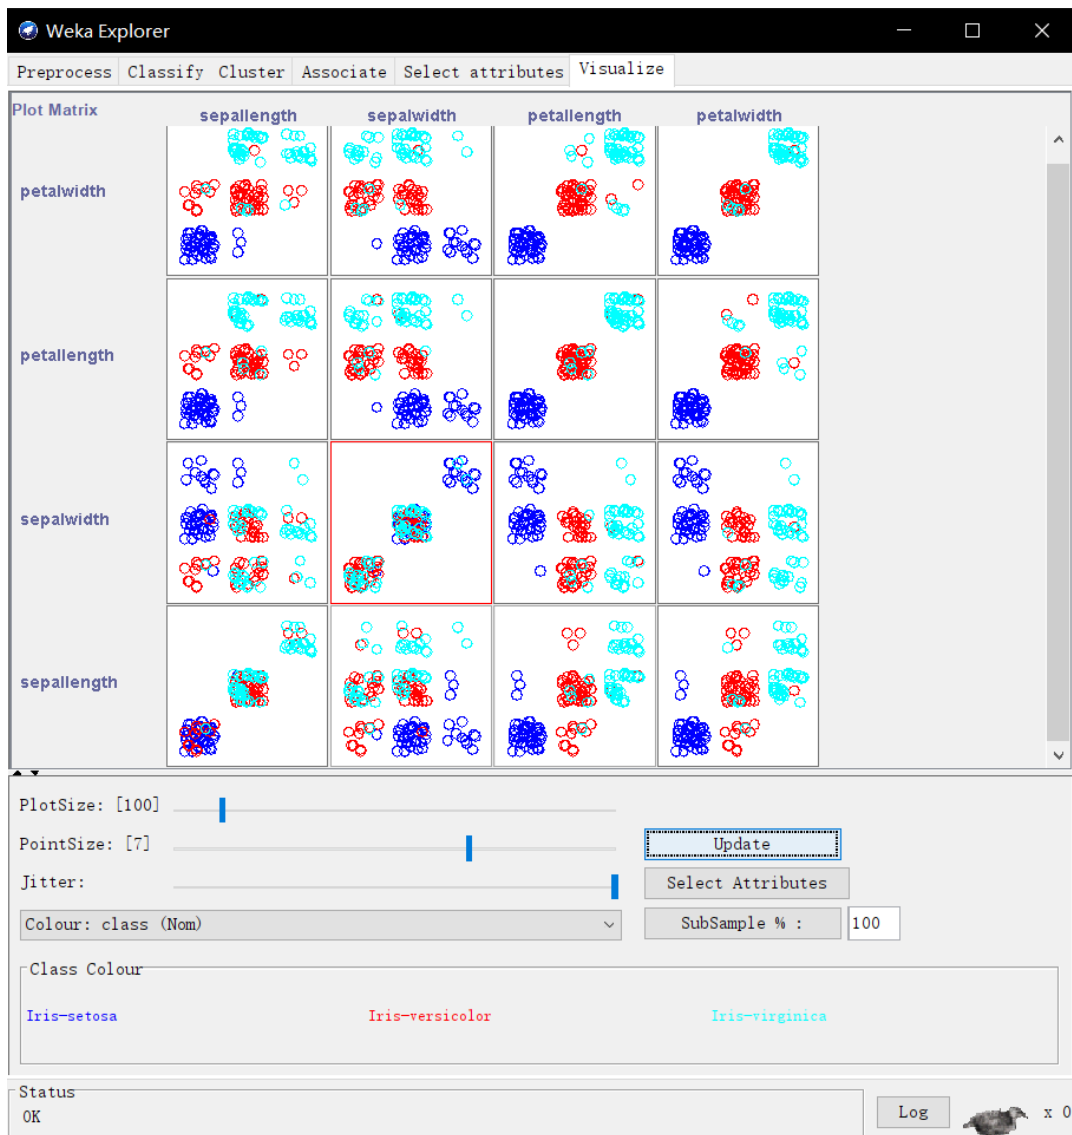 Weka Explorer
Preprocess Classify Cluster Associate Select attributes Visualize
Plot Matrix sepallength sepalwidth petallength petalwidth
petalwidth
petallength
sepalwidth
sepallength
PlotSize: [100]
PointSize: [7] Update
Jitter: Select Attributes
Colour: class (Nom) SubSample % : 100
Class Colour
Iris-setosa Iris-versicolor Iris-virginica
Status
OK Log x 0